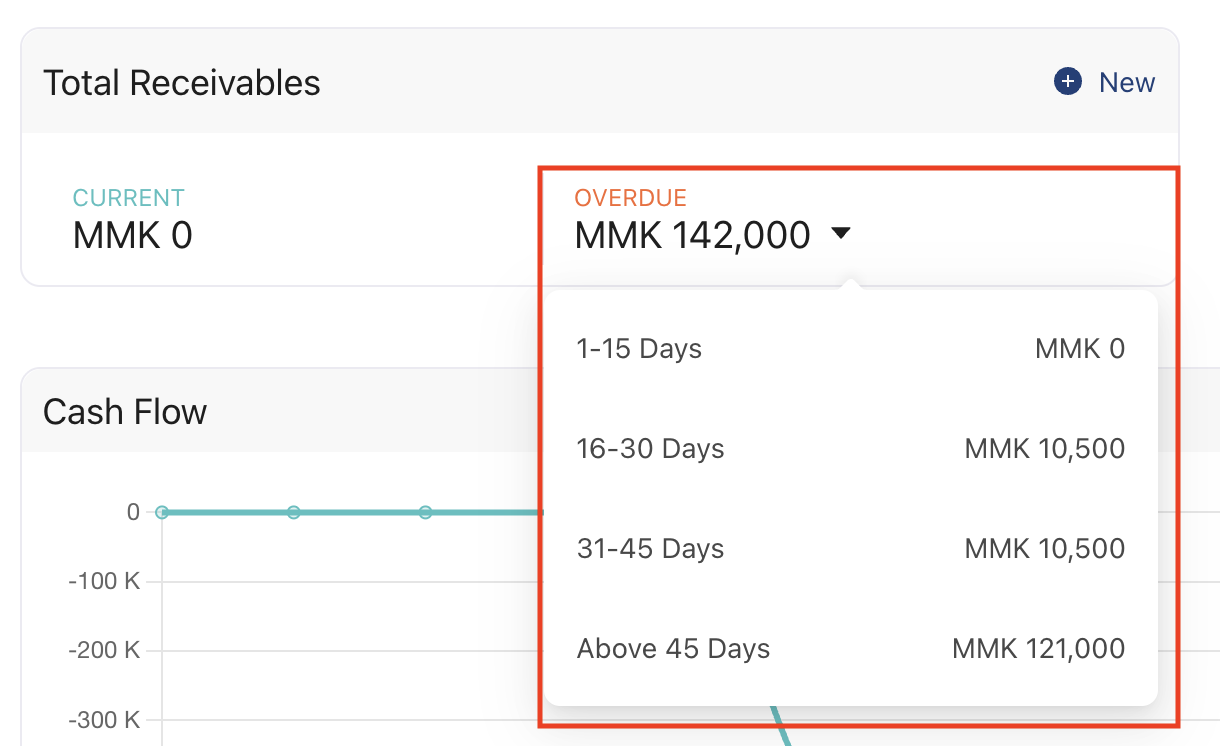 Total Receivables
New
CURRENT
MMK 0
OVERDUE
MMK 142,000
1-15 Days MMK 0
16-30 Days MMK 10,500
31-45 Days MMK 10,500
Above 45 Days MMK 121,000
Cash Flow
0
-100 K
-200 K
-300 K